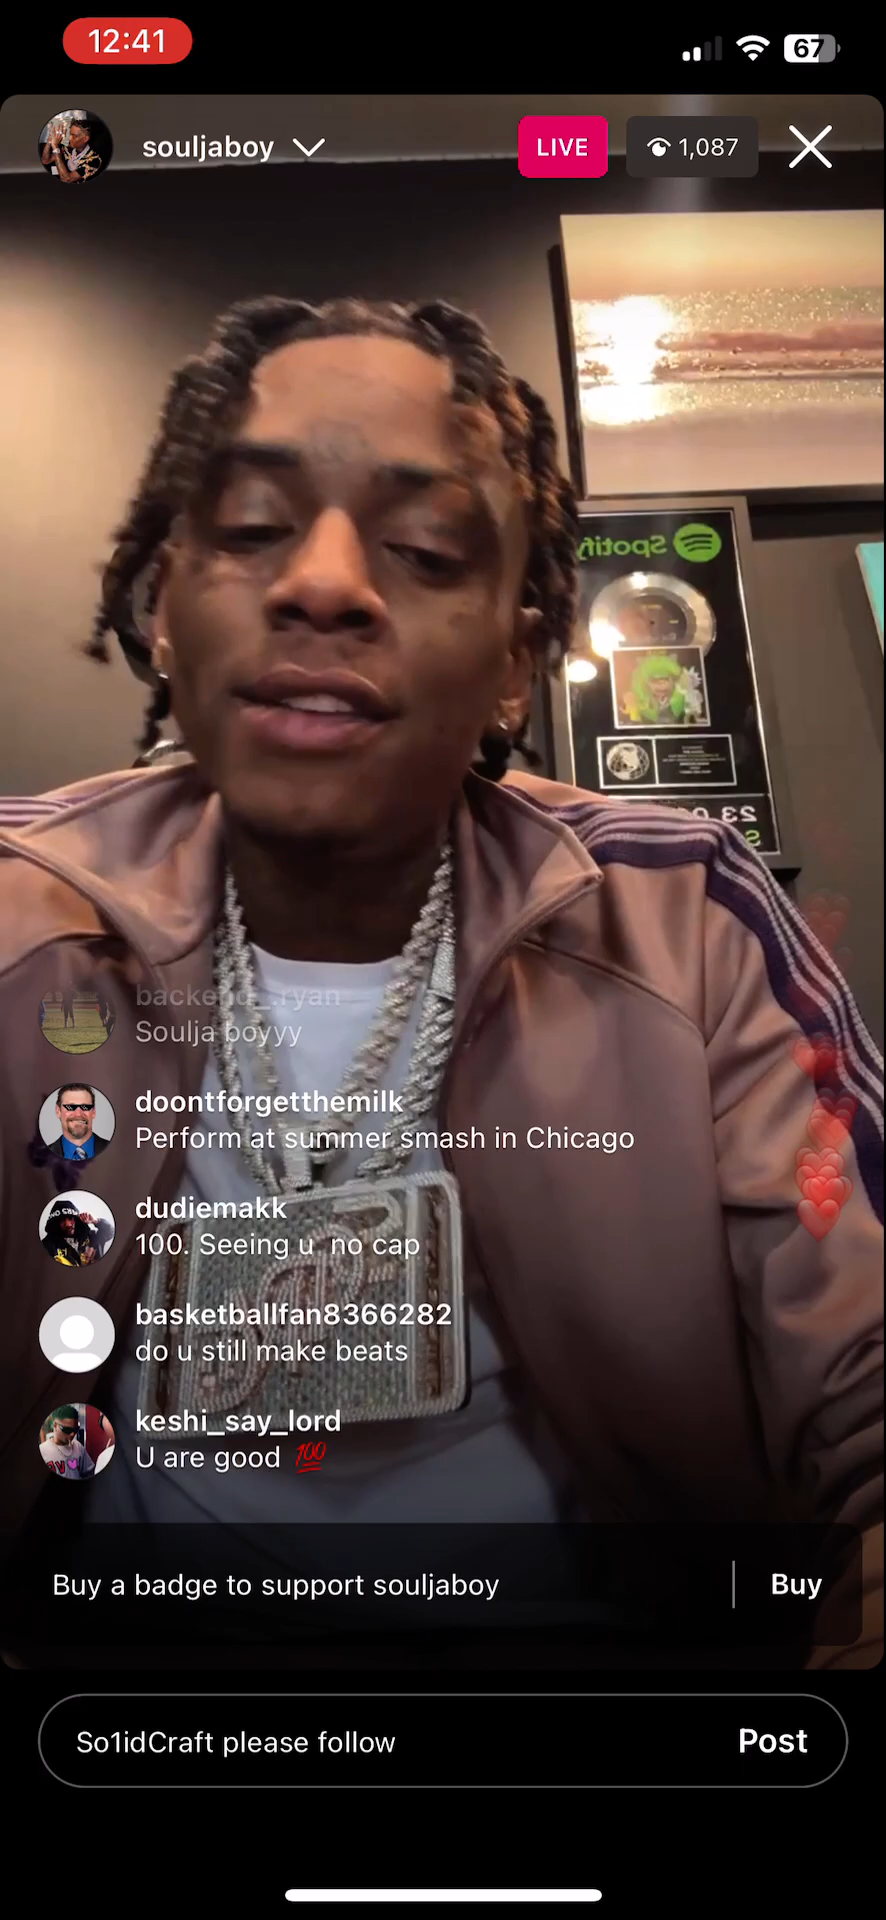 12:41
67
souljaboy
LIVE
1,087
Spotify
backend_.ryan
Soulja boyyy
doontforgetthemilk
Perform at summer smash in Chicago
dudiemakk
100. Seeing u no cap
basketballfan8366282
do u still make beats
keshi_say_lord
U are good 💯
Buy a badge to support souljaboy
Buy
So1idCraft please follow
Post